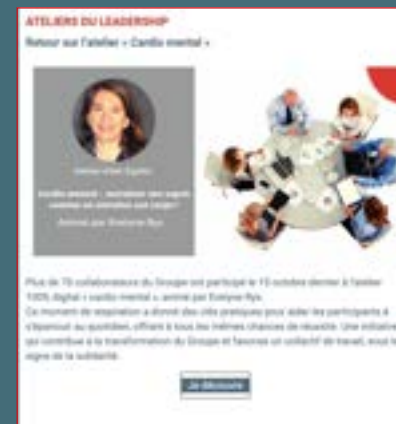 ATELIERS DU LEADERSHIP
Retour sur l'atelier « Cardio mental »
Animé par Evelyne
Plus de 70 collaborateurs du Groupe ont participé le 15 octobre dernier à l'atelier
100% digital « cardio mental », animé par Evelyne
Ce moment de respiration a donné des clés pratiques pour aider les participants à
s'épanouir au quotidien, offrant à tous les mêmes chances de réussite. Une initiative
qui contribue à la transformation du Groupe et favorise un collectif de travail, sous le
signe de la solidarité.
Je découvre